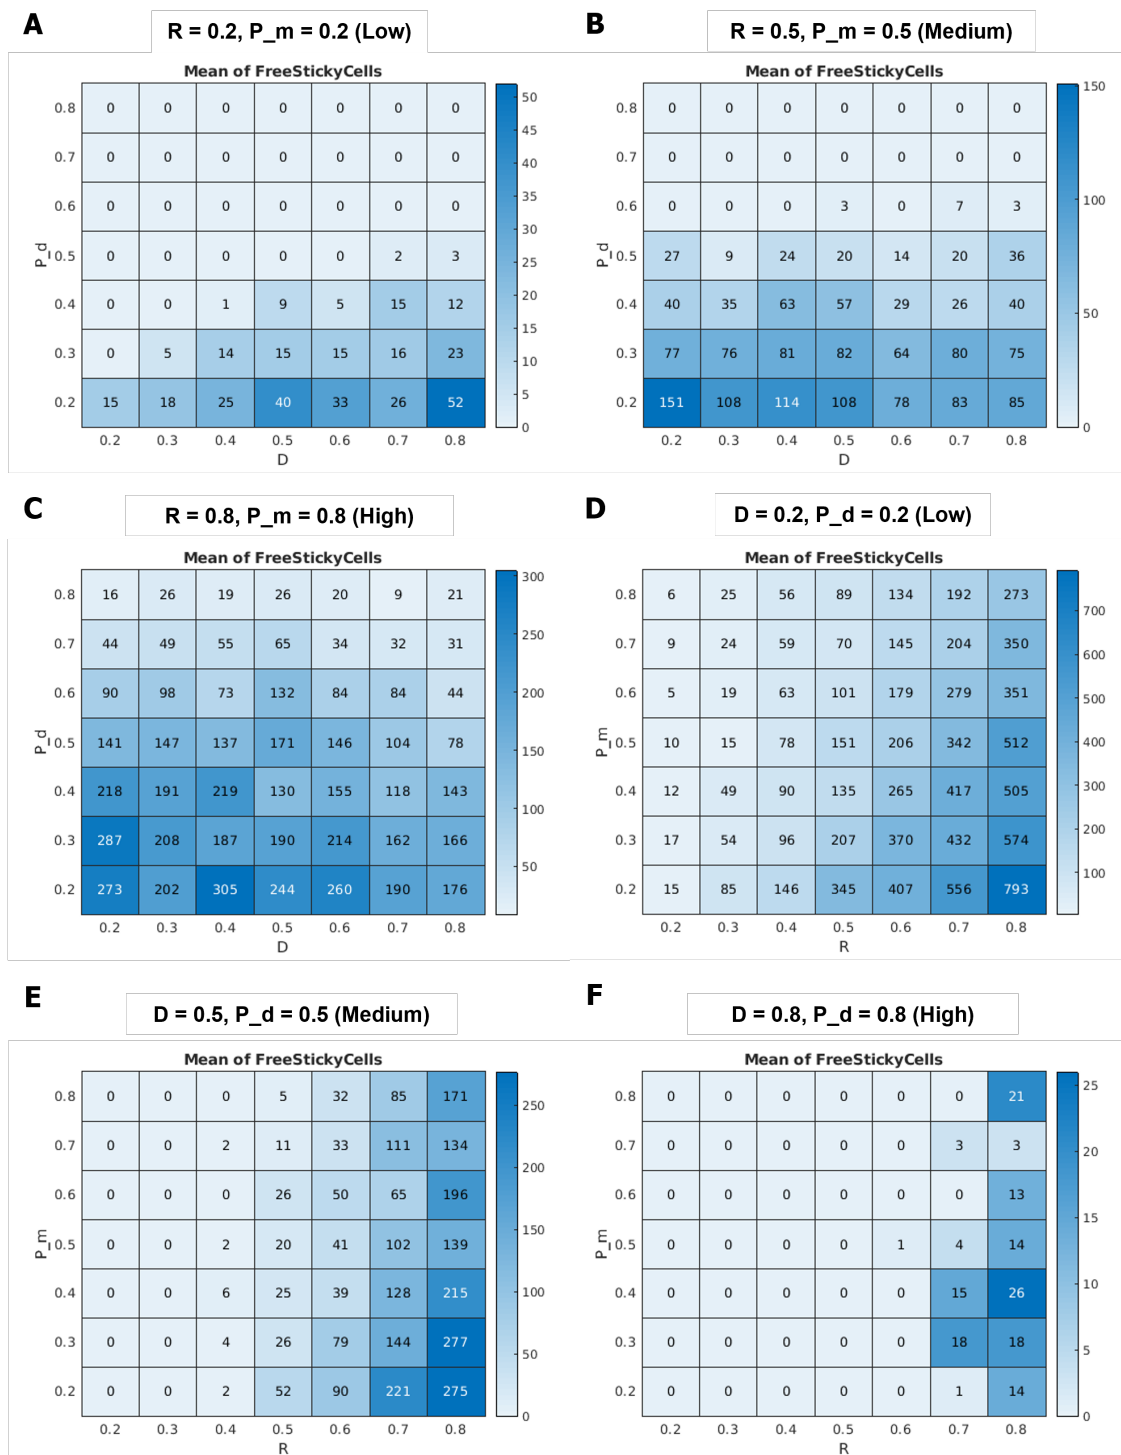 A
R = 0.2, P_m = 0.2 (Low)
Mean of FreeStickyCells
0.8 0 0 0 0 0 0 0
0.7 0 0 0 0 0 0 0
0.6 0 0 0 0 0 0 0
0.5 0 0 0 0 0 2 3
0.4 0 0 1 9 5 15 12
0.3 0 5 14 15 15 16 23
0.2 15 18 25 40 33 26 52
0.2 0.3 0.4 0.5 0.6 0.7 0.8
P_d
D
50
45
40
35
30
25
20
15
10
5
0
B
R = 0.5, P_m = 0.5 (Medium)
Mean of FreeStickyCells
0.8 0 0 0 0 0 0 0
0.7 0 0 0 0 0 0 0
0.6 0 0 0 3 0 7 3
0.5 27 9 24 20 14 20 36
0.4 40 35 63 57 29 26 40
0.3 77 76 81 82 64 80 75
0.2 151 108 114 108 78 83 85
0.2 0.3 0.4 0.5 0.6 0.7 0.8
P_d
D
150
100
50
0
C
R = 0.8, P_m = 0.8 (High)
Mean of FreeStickyCells
0.8 16 26 19 26 20 9 21
0.7 44 49 55 65 34 32 31
0.6 90 98 73 132 84 84 44
0.5 141 147 137 171 146 104 78
0.4 218 191 219 130 155 118 143
0.3 287 208 187 190 214 162 166
0.2 273 202 305 244 260 190 176
0.2 0.3 0.4 0.5 0.6 0.7 0.8
P_d
D
300
250
200
150
100
50
D
D = 0.2, P_d = 0.2 (Low)
Mean of FreeStickyCells
0.8 6 25 56 89 134 192 273
0.7 9 24 59 70 145 204 350
0.6 5 19 63 101 179 279 351
0.5 10 15 78 151 206 342 512
0.4 12 49 90 135 265 417 505
0.3 17 54 96 207 370 432 574
0.2 15 85 146 345 407 556 793
0.2 0.3 0.4 0.5 0.6 0.7 0.8
P_m
R
700
600
500
400
300
200
100
E
D = 0.5, P_d = 0.5 (Medium)
Mean of FreeStickyCells
0.8 0 0 0 5 32 85 171
0.7 0 0 2 11 33 111 134
0.6 0 0 0 26 50 65 196
0.5 0 0 2 20 41 102 139
0.4 0 0 6 25 39 128 215
0.3 0 0 4 26 79 144 277
0.2 0 0 2 52 90 221 275
0.2 0.3 0.4 0.5 0.6 0.7 0.8
P_m
R
250
200
150
100
50
0
F
D = 0.8, P_d = 0.8 (High)
Mean of FreeStickyCells
0.8 0 0 0 0 0 0 21
0.7 0 0 0 0 0 3 3
0.6 0 0 0 0 0 0 13
0.5 0 0 0 0 1 4 14
0.4 0 0 0 0 0 15 26
0.3 0 0 0 0 0 18 18
0.2 0 0 0 0 0 1 14
0.2 0.3 0.4 0.5 0.6 0.7 0.8
P_m
R
25
20
15
10
5
0